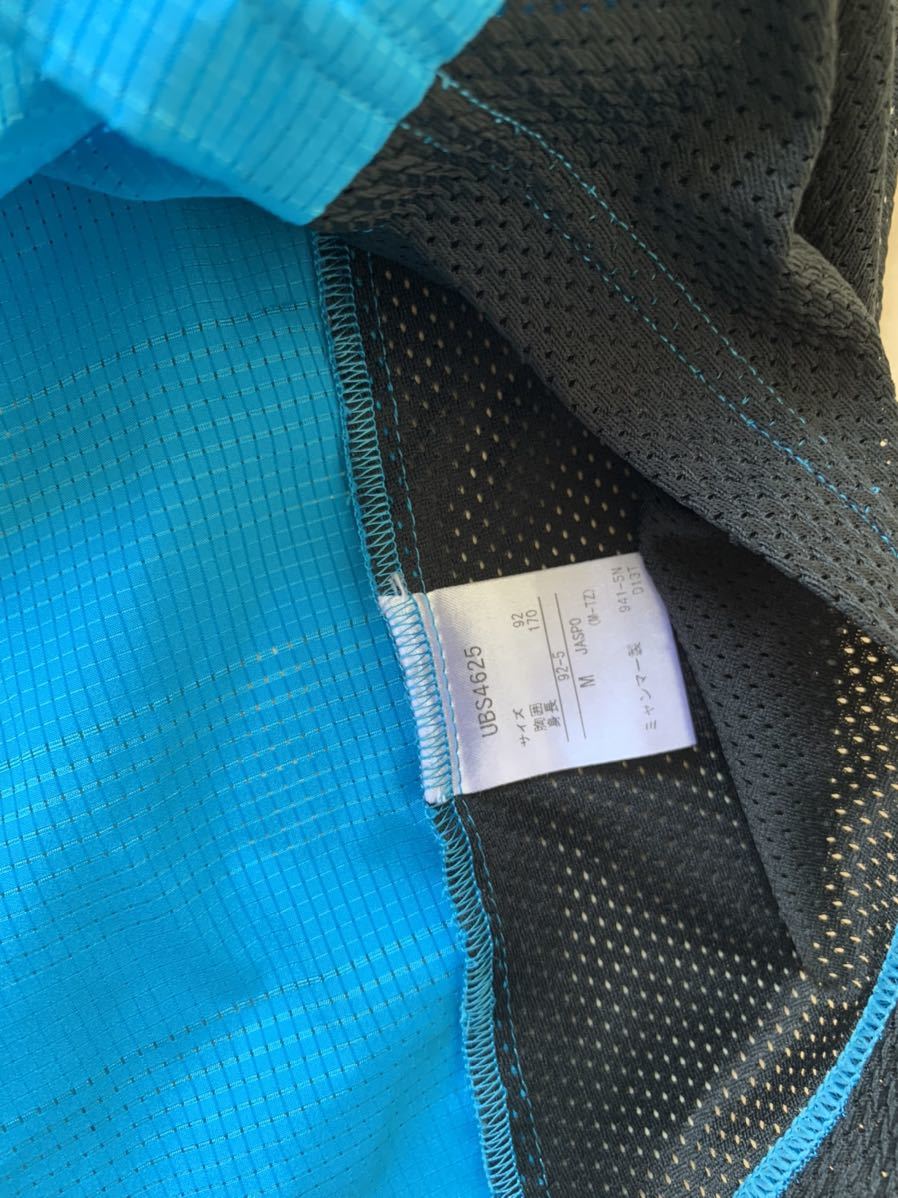 UBS4625
サイズ
胸囲 92
身長 170
92-5
M JASPO
(M-TZ)
ミャンマー製 941-5N
D13T